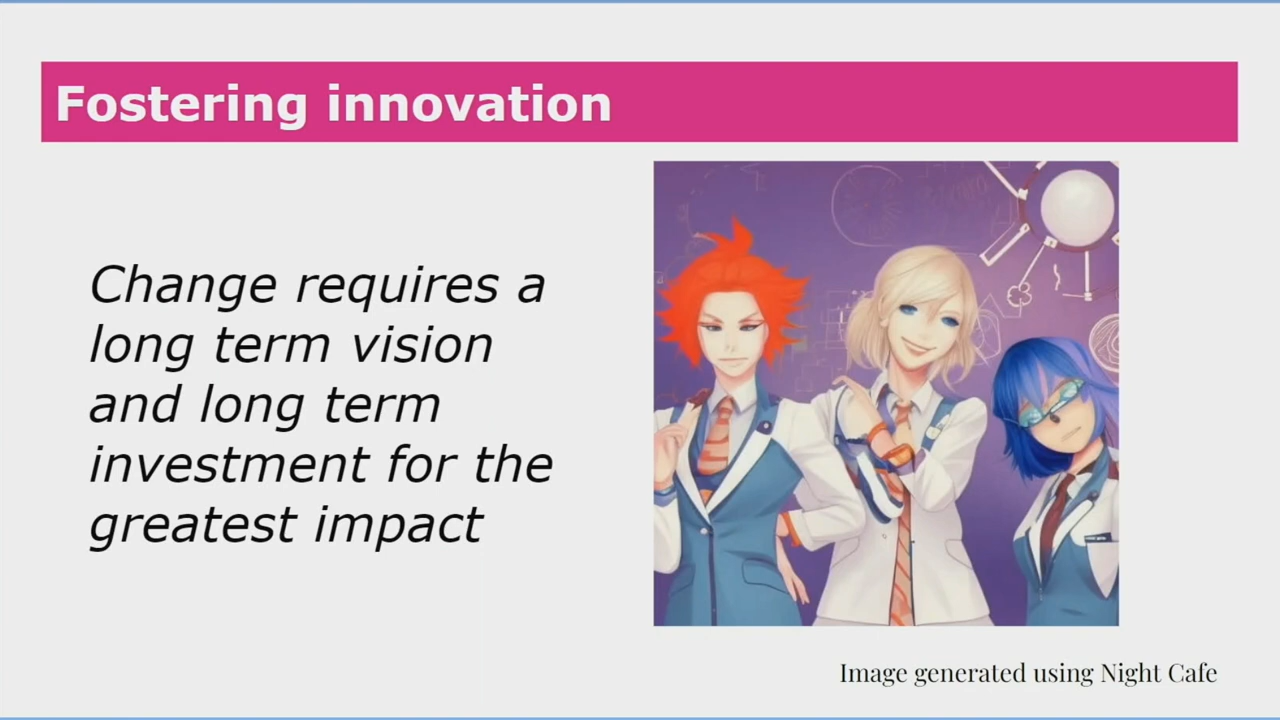 Fostering innovation
Change requires a
long term vision
and long term
investment for the
greatest impact
Image generated using Night Cafe